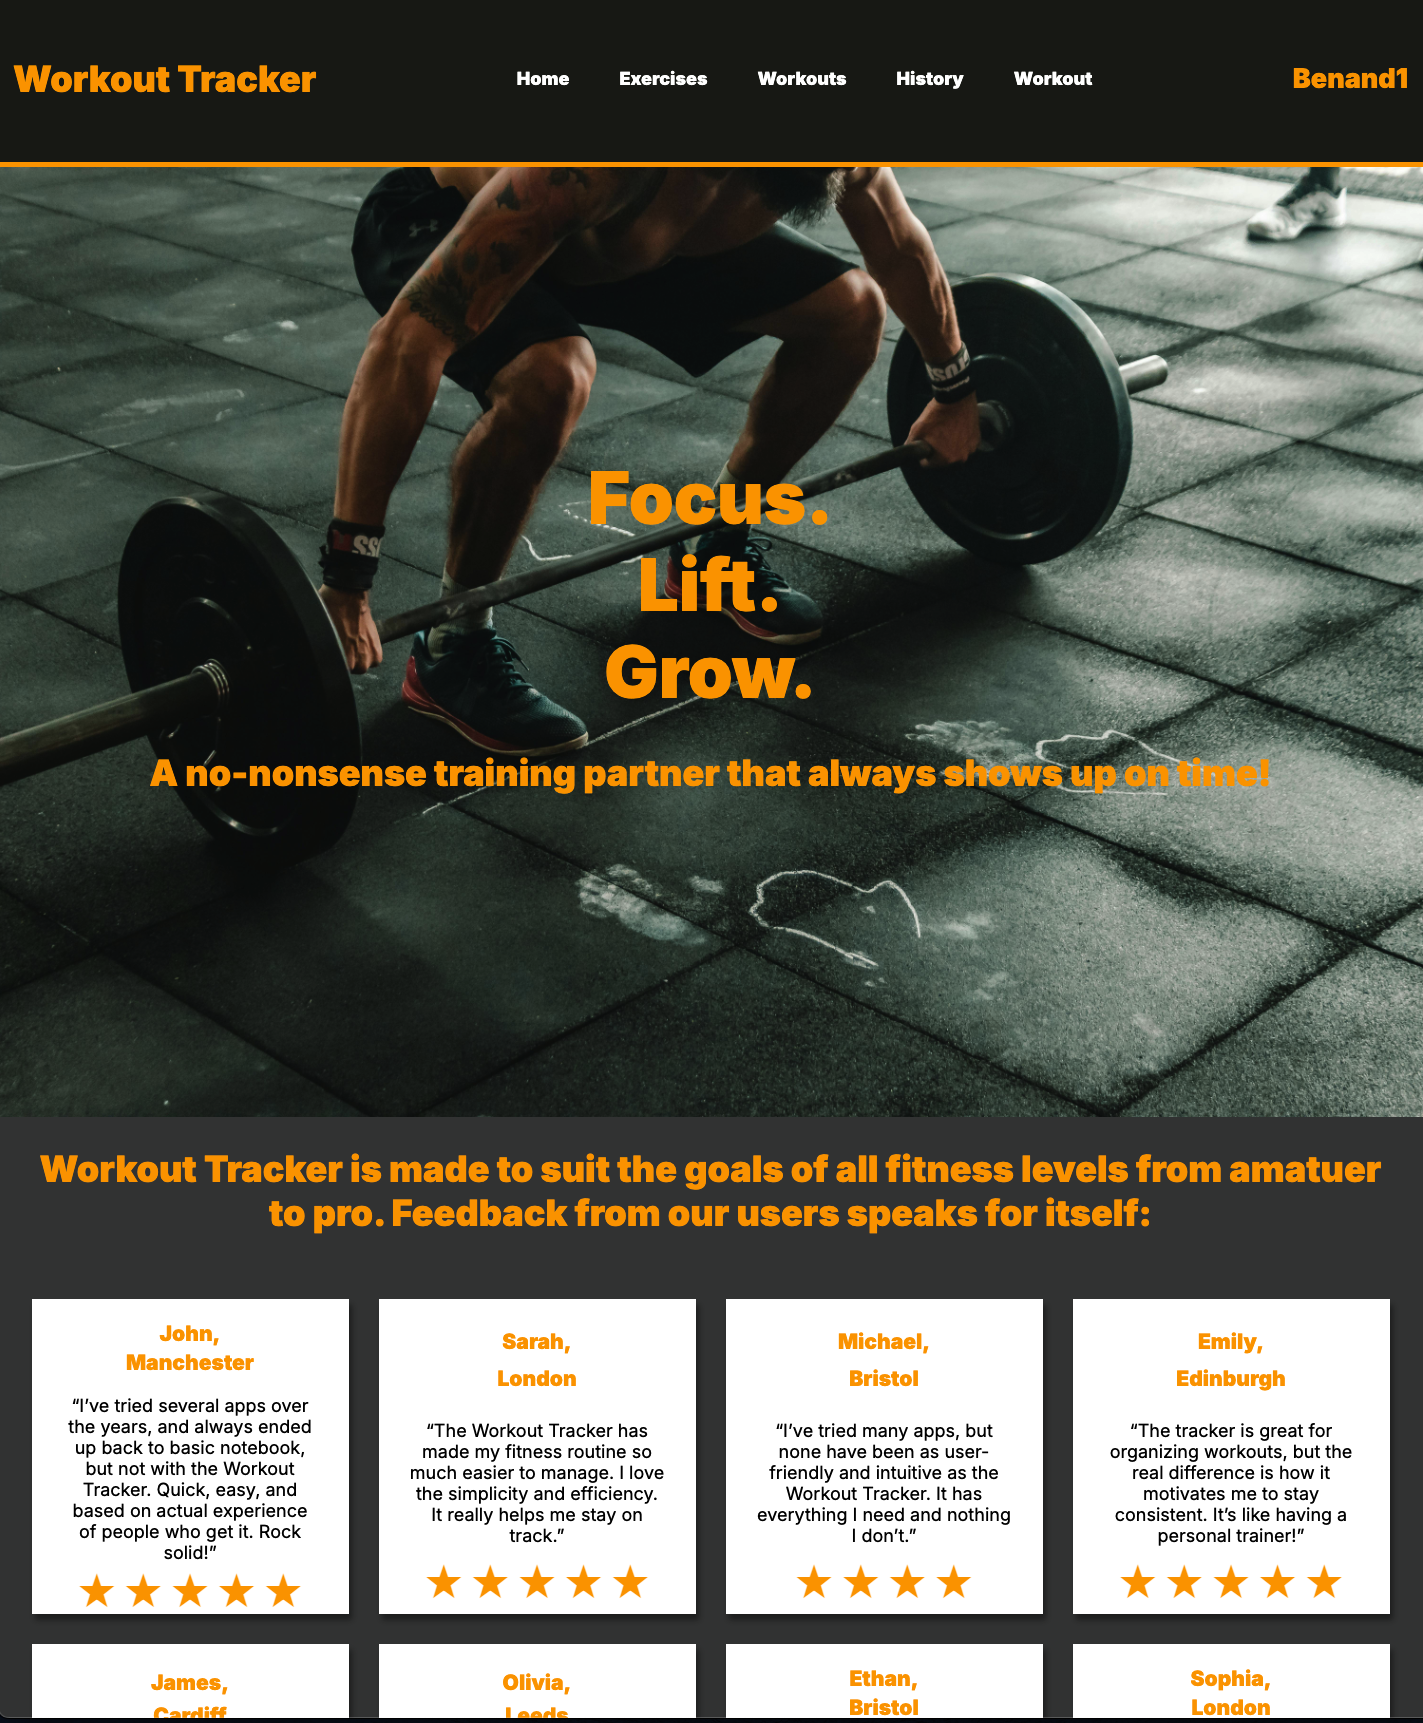 Workout Tracker
Home Exercises Workouts History Workout
Benand1
Focus.
Lift.
Grow.
A no-nonsense training partner that always shows up on time!
Workout Tracker is made to suit the goals of all fitness levels from amatuer
to pro. Feedback from our users speaks for itself:
John,
Manchester
“I’ve tried several apps over
the years, and always ended
up back to basic notebook,
but not with the Workout
Tracker. Quick, easy, and
based on actual experience
of people who get it. Rock
solid!”
Sarah,
London
“The Workout Tracker has
made my fitness routine so
much easier to manage. I love
the simplicity and efficiency.
It really helps me stay on
track.”
Michael,
Bristol
“I’ve tried many apps, but
none have been as user-
friendly and intuitive as the
Workout Tracker. It has
everything I need and nothing
I don’t.”
Emily,
Edinburgh
“The tracker is great for
organizing workouts, but the
real difference is how it
motivates me to stay
consistent. It’s like having a
personal trainer!”
James,
Cardiff
Olivia,
Leeds
Ethan,
Bristol
Sophia,
London